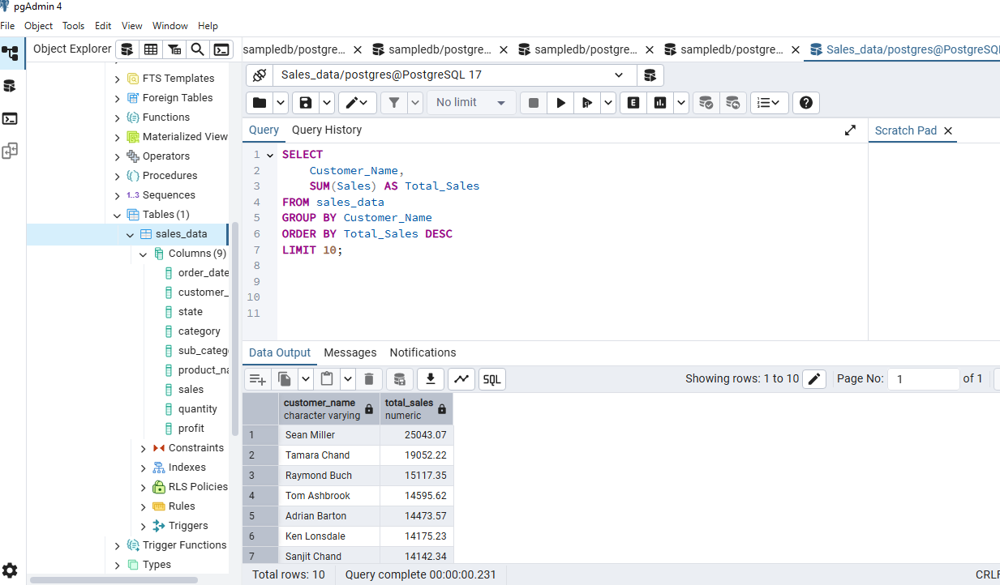 pgAdmin 4
File Object Tools Edit View Window Help
Object Explorer
sampledb/postgre... sampledb/postgre... sampledb/postgre... sampledb/postgre... Sales_data/postgres@PostgreSQL
Sales_data/postgres@PostgreSQL 17
No limit
E
Query Query History
Scratch Pad
FTS Templates
Foreign Tables
Functions
Materialized View
Operators
Procedures
1..3 Sequences
Tables (1)
sales_data
Columns (9)
order_date
customer_
state
category
sub_categ
product_na
sales
quantity
profit
Constraints
Indexes
RLS Policies
Rules
Triggers
Trigger Functions
Types
1 SELECT
2 Customer_Name,
3 SUM(Sales) AS Total_Sales
4 FROM sales_data
5 GROUP BY Customer_Name
6 ORDER BY Total_Sales DESC
7 LIMIT 10;
8
9
10
11
Data Output Messages Notifications
SQL
Showing rows: 1 to 10
Page No: 1 of 1
customer_name total_sales
character varying numeric
1 Sean Miller 25043.07
2 Tamara Chand 19052.22
3 Raymond Buch 15117.35
4 Tom Ashbrook 14595.62
5 Adrian Barton 14473.57
6 Ken Lonsdale 14175.23
7 Sanjit Chand 14142.34
Total rows: 10 Query complete 00:00:00.231
CRLF